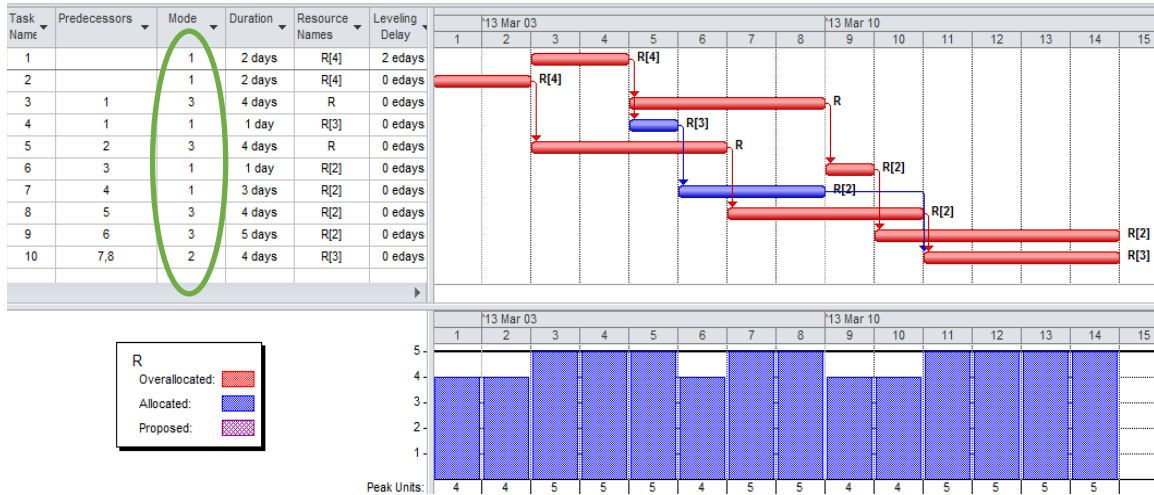 Task Name Predecessors Mode Duration Resource Names Leveling Delay
1 1 2 days R[4] 2 edays
2 1 2 days R[4] 0 edays
3 1 3 4 days R 0 edays
4 1 1 1 day R[3] 0 edays
5 2 3 4 days R 0 edays
6 3 1 1 day R[2] 0 edays
7 4 1 3 days R[2] 0 edays
8 5 3 4 days R[2] 0 edays
9 6 3 5 days R[2] 0 edays
10 7,8 2 4 days R[3] 0 edays
'13 Mar 03 '13 Mar 10
1 2 3 4 5 6 7 8 9 10 11 12 13 14 15
R[4]
R[4]
R
R[3]
R
R[2]
R[2]
R[2]
R[2]
R[3]
'13 Mar 03 '13 Mar 10
1 2 3 4 5 6 7 8 9 10 11 12 13 14 15
R
Overallocated:
Allocated:
Proposed:
5
4
3
2
1
Peak Units: 4 4 5 5 5 4 5 5 4 4 5 5 5 5